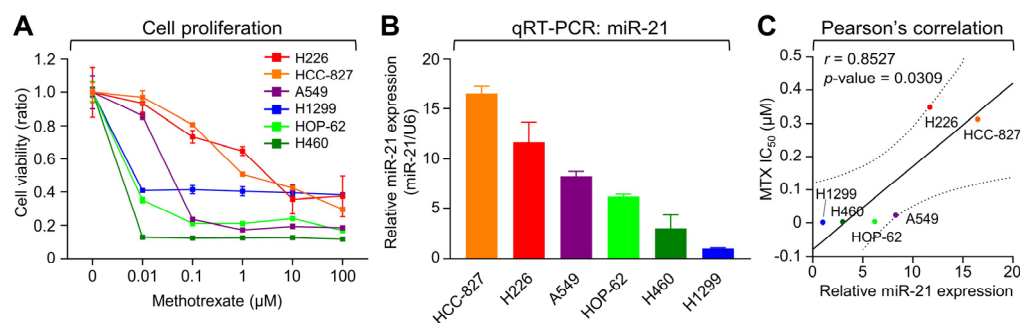 A
Cell proliferation
Cell viability (ratio)
1.4
1.2
1.0
0.8
0.6
0.4
0.2
0
H226
HCC-827
A549
H1299
HOP-62
H460
0 0.01 0.1 1 10 100
Methotrexate (µM)
B
qRT-PCR: miR-21
Relative miR-21 expression
(miR-21/U6)
20
15
10
5
0
HCC-827 H226 A549 HOP-62 H460 H1299
C
Pearson's correlation
MTX IC50 (µM)
0.5
0.4
0.3
0.2
0.1
0
-0.1
r = 0.8527
p-value = 0.0309
H226
HCC-827
H1299
H460
A549
HOP-62
0 5 10 15 20
Relative miR-21 expression